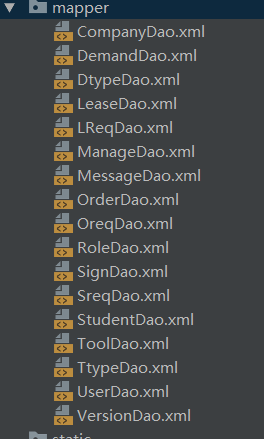 mapper
CompanyDao.xml
DemandDao.xml
DtypeDao.xml
LeaseDao.xml
LReqDao.xml
ManageDao.xml
MessageDao.xml
OrderDao.xml
OreqDao.xml
RoleDao.xml
SignDao.xml
SreqDao.xml
StudentDao.xml
ToolDao.xml
TtypeDao.xml
UserDao.xml
VersionDao.xml
static